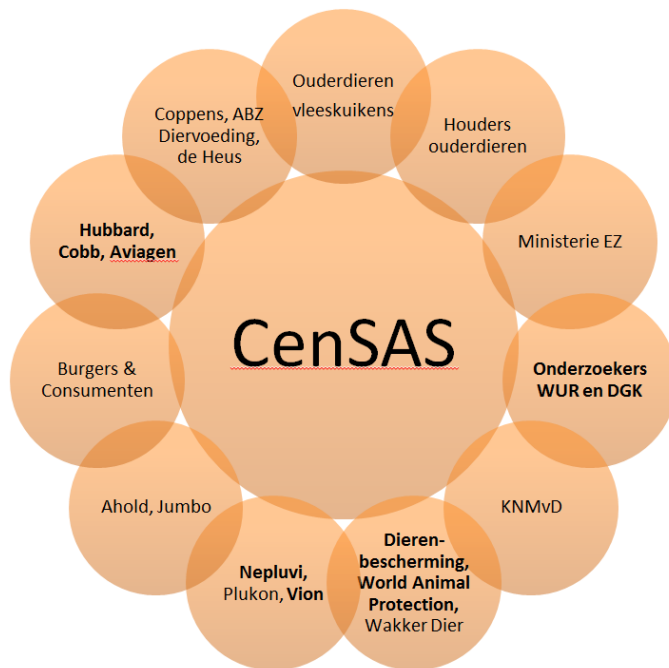 Ouderdieren
vleeskuikens
Houders
ouderdieren
Ministerie EZ
Onderzoekers
WUR en DGK
KNMvD
Dieren-
bescherming,
World Animal
Protection,
Wakker Dier
Nepluvi,
Plukon, Vion
Ahold, Jumbo
Burgers &
Consumenten
Hubbard,
Cobb, Aviagen
Coppens, ABZ
Diervoeding,
de Heus
CenSAS